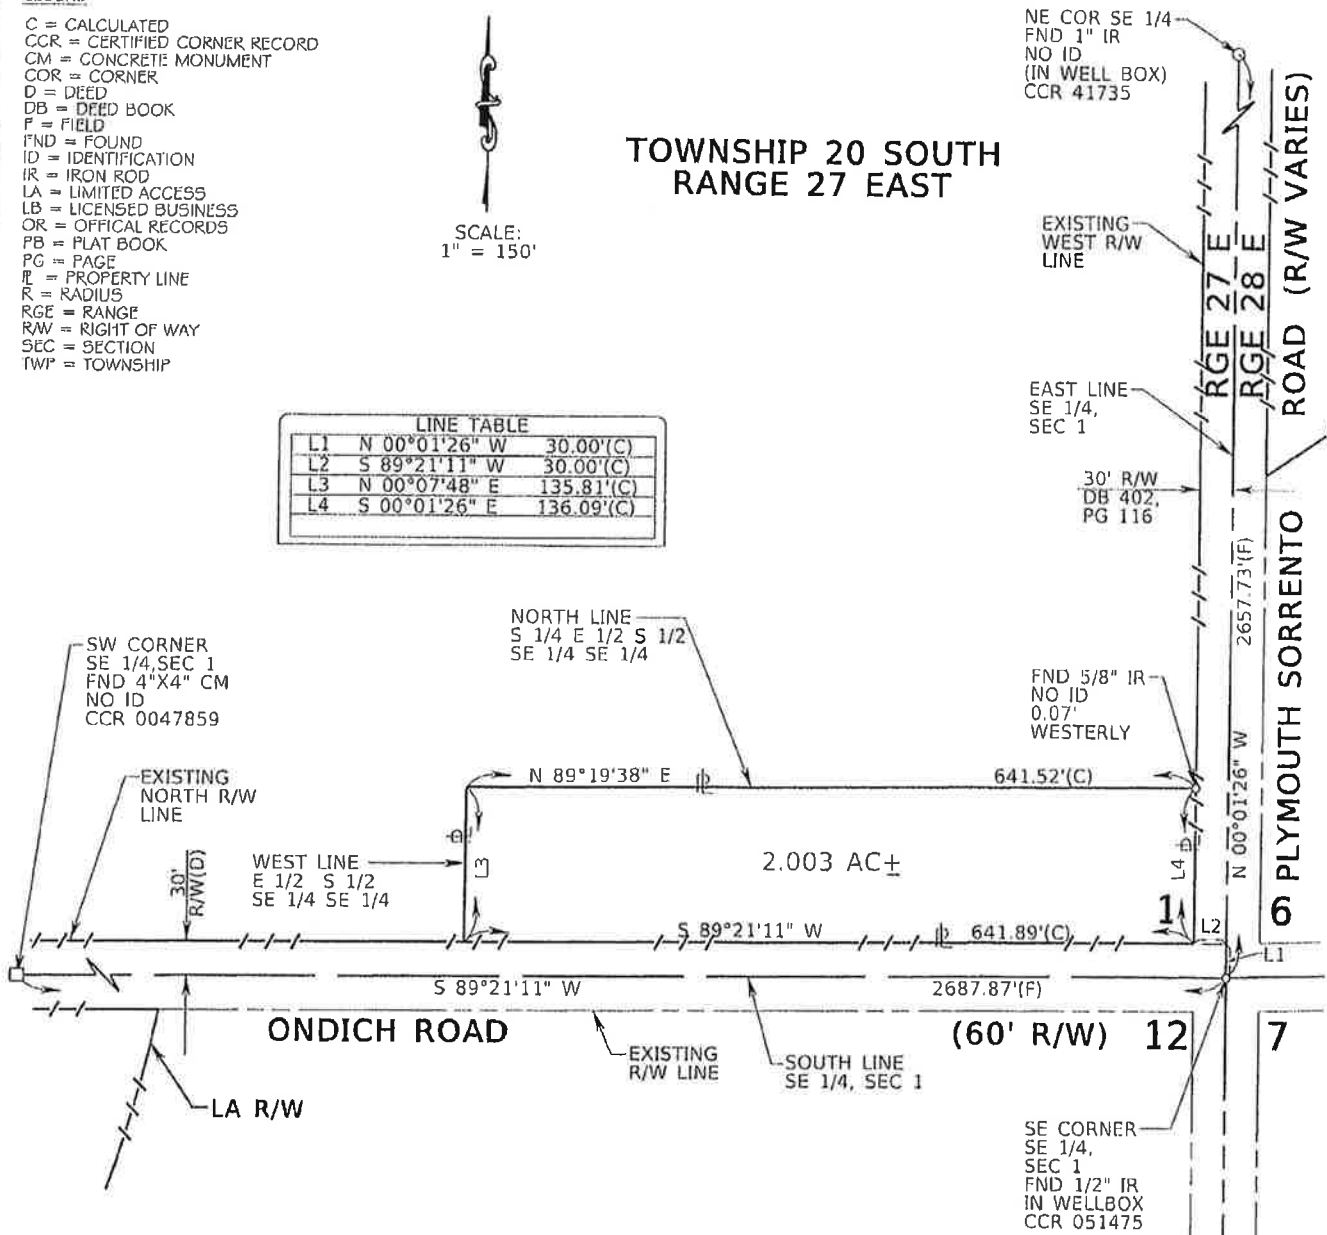 C = CALCULATED
CCR = CERTIFIED CORNER RECORD
CM = CONCRETE MONUMENT
COR = CORNER
D = DEED
DB = DEED BOOK
F = FIELD
FND = FOUND
ID = IDENTIFICATION
IR = IRON ROD
LA = LIMITED ACCESS
LB = LICENSED BUSINESS
OR = OFFICAL RECORDS
PB = PLAT BOOK
PG = PAGE
PL = PROPERTY LINE
R = RADIUS
RGE = RANGE
R/W = RIGHT OF WAY
SEC = SECTION
TWP = TOWNSHIP
SCALE:
1" = 150'
TOWNSHIP 20 SOUTH
RANGE 27 EAST
NE COR SE 1/4
FND 1" IR
NO ID
(IN WELL BOX)
CCR 41735
EXISTING
WEST R/W
LINE
RGE 27 E
RGE 28 E
PLYMOUTH SORRENTO ROAD (R/W VARIES)
EAST LINE
SE 1/4,
SEC 1
30' R/W
DB 402,
PG 116
2657.73'(F)
N 00°01'26" W
LINE TABLE
L1 N 00°01'26" W 30.00'(C)
L2 S 89°21'11" W 30.00'(C)
L3 N 00°07'48" E 135.81'(C)
L4 S 00°01'26" E 136.09'(C)
SW CORNER
SE 1/4,SEC 1
FND 4"X4" CM
NO ID
CCR 0047859
NORTH LINE
S 1/4 E 1/2 S 1/2
SE 1/4 SE 1/4
FND 5/8" IR
NO ID
0.07'
WESTERLY
EXISTING
NORTH R/W
LINE
N 89°19'38" E PL 641.52'(C)
30'
R/W(D)
WEST LINE
E 1/2 S 1/2
SE 1/4 SE 1/4
PL
L3
2.003 AC±
PL
L4
1
6
S 89°21'11" W PL 641.89'(C)
L2
L1
S 89°21'11" W 2687.87'(F)
ONDICH ROAD (60' R/W)
12
7
EXISTING
R/W LINE
SOUTH LINE
SE 1/4, SEC 1
LA R/W
SE CORNER
SE 1/4,
SEC 1
FND 1/2" IR
IN WELLBOX
CCR 051475